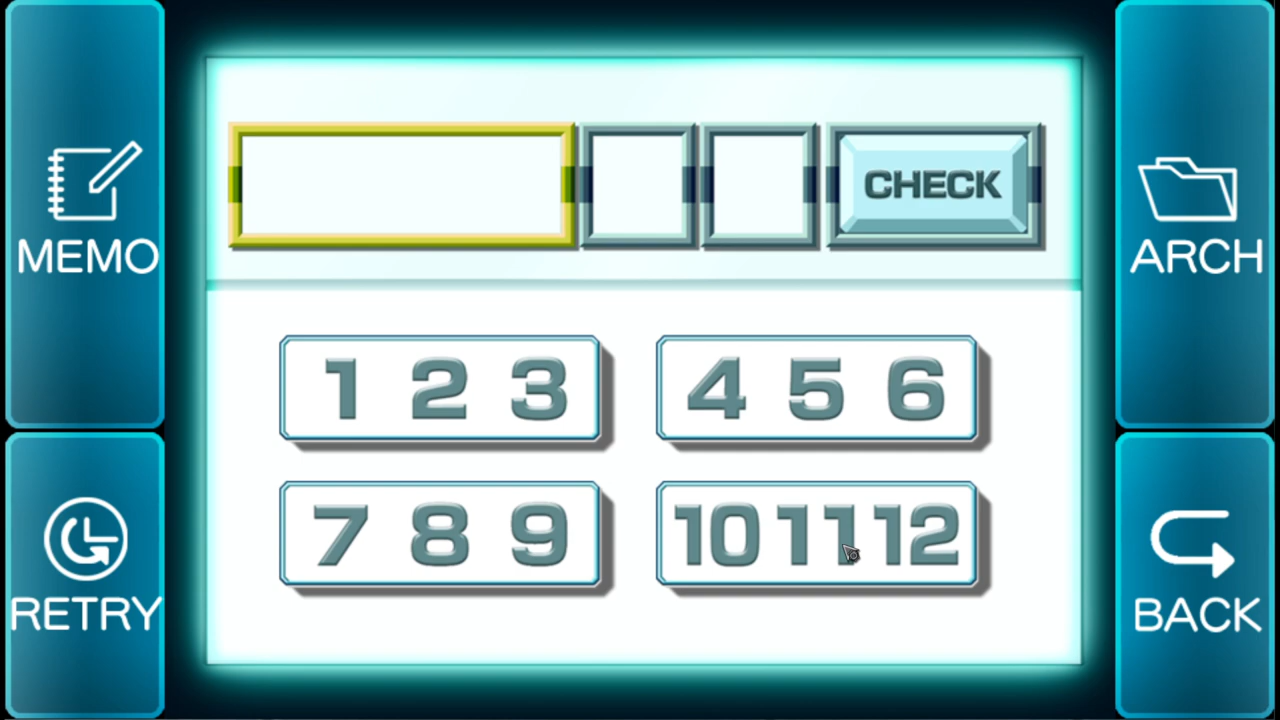 MEMO
RETRY
CHECK
1 2 3
4 5 6
7 8 9
10 11 12
ARCH
BACK